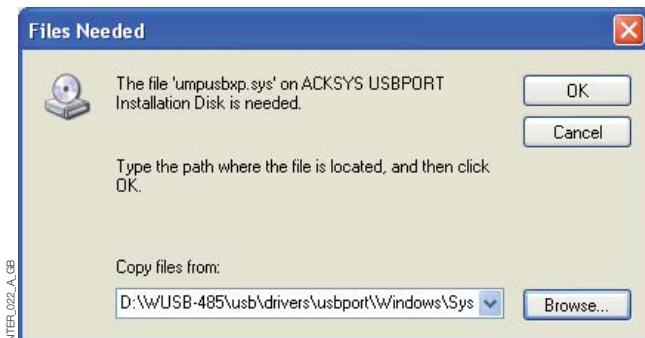 Files Needed
The file 'umpusbxp.sys' on ACKSYS USBPORT
Installation Disk is needed.
OK
Cancel
Type the path where the file is located, and then click
OK.
Copy files from:
D:\WUSB-485\usb\drivers\usbport\Windows\Sys
Browse...
NTER_022_A_GB